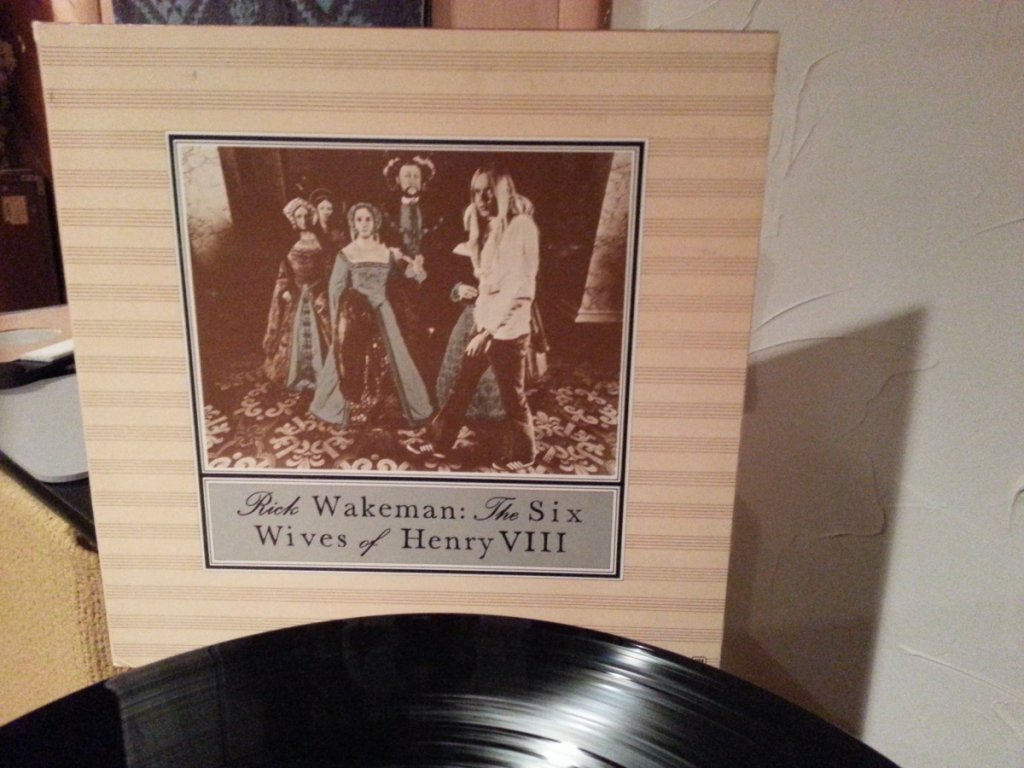 Rick Wakeman: The Six
Wives of Henry VIII